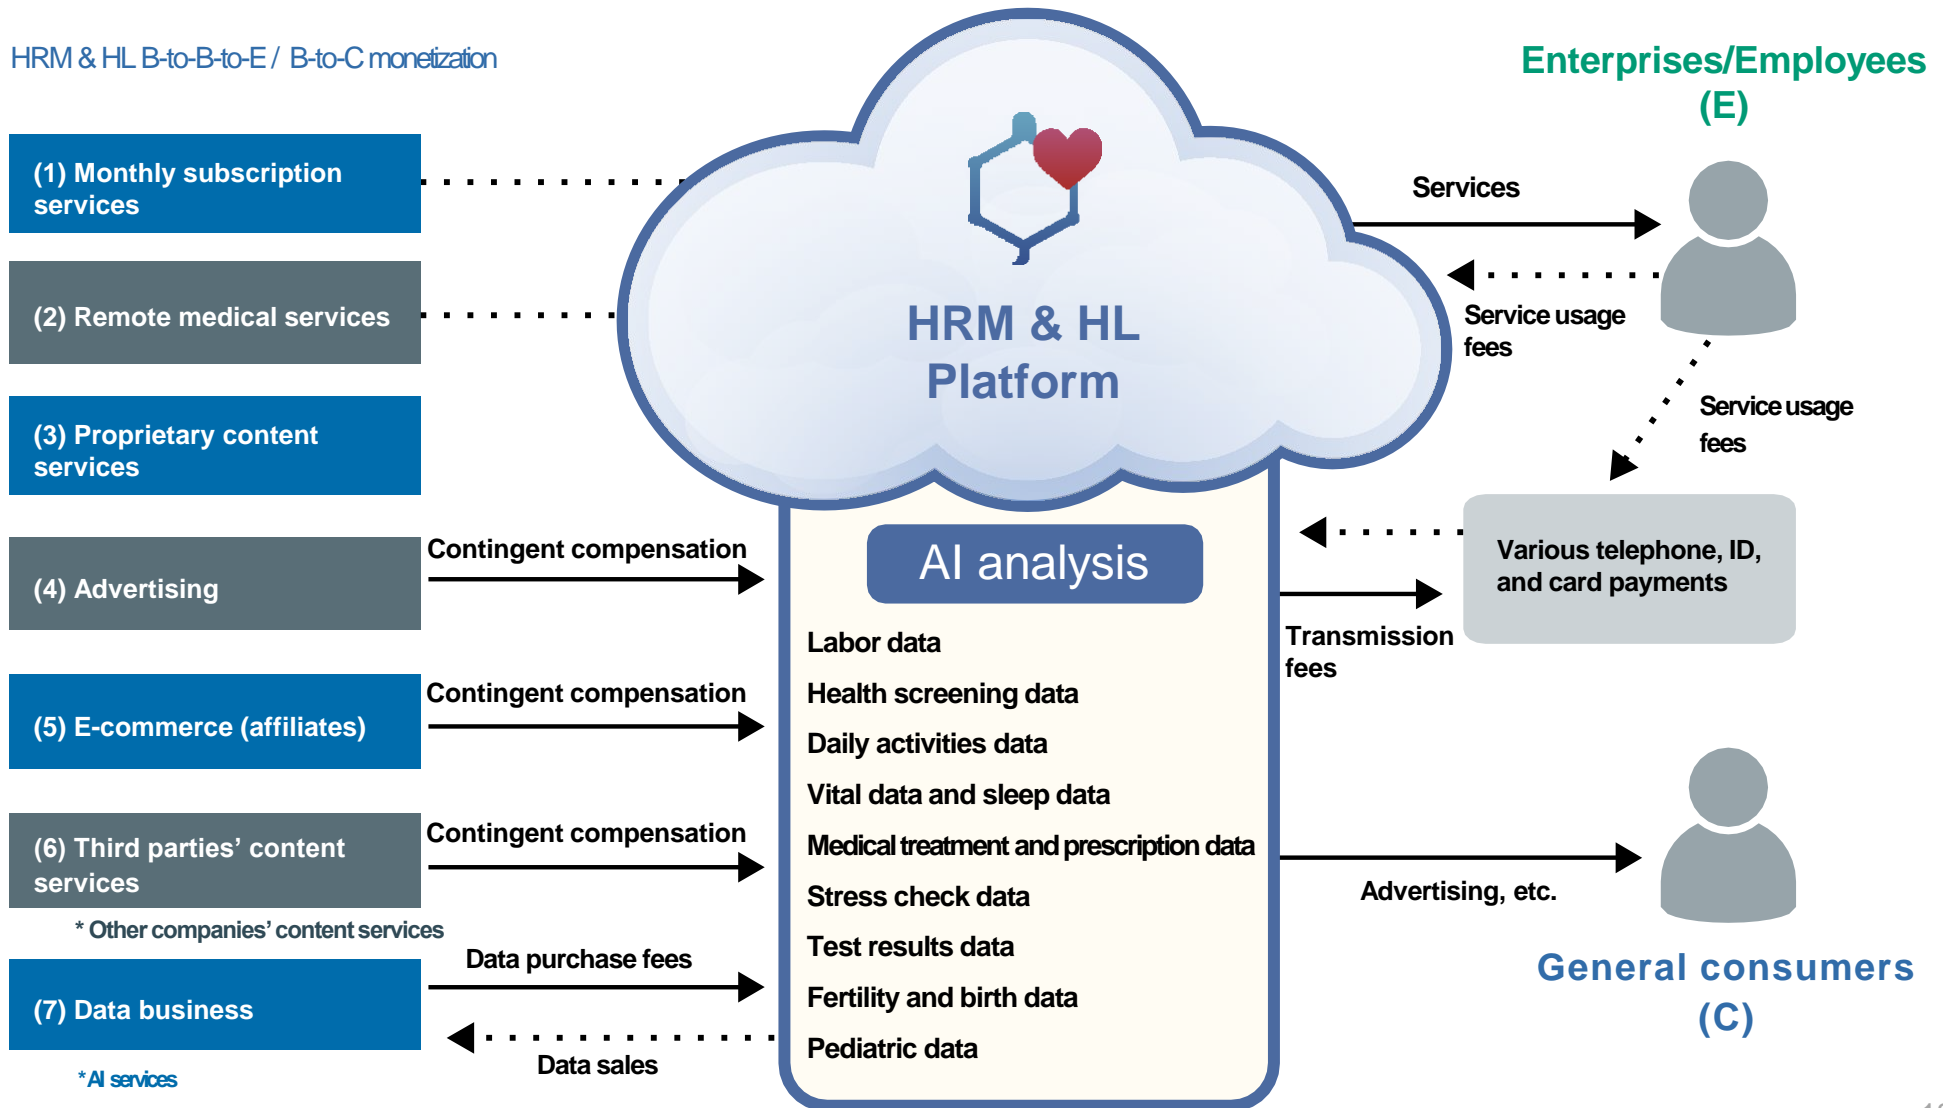 HRM & HL B-to-B-to-E / B-to-C monetization
(1) Monthly subscription
services
(2) Remote medical services
(3) Proprietary content
services
(4) Advertising
(5) E-commerce (affiliates)
(6) Third parties’ content
services
* Other companies’ content services
(7) Data business
*AI services
Contingent compensation
Contingent compensation
Contingent compensation
Data purchase fees
Data sales
HRM & HL
Platform
AI analysis
Labor data
Health screening data
Daily activities data
Vital data and sleep data
Medical treatment and prescription data
Stress check data
Test results data
Fertility and birth data
Pediatric data
Enterprises/Employees
(E)
Services
Service usage
fees
Service usage
fees
Various telephone, ID,
and card payments
Transmission
fees
Advertising, etc.
General consumers
(C)